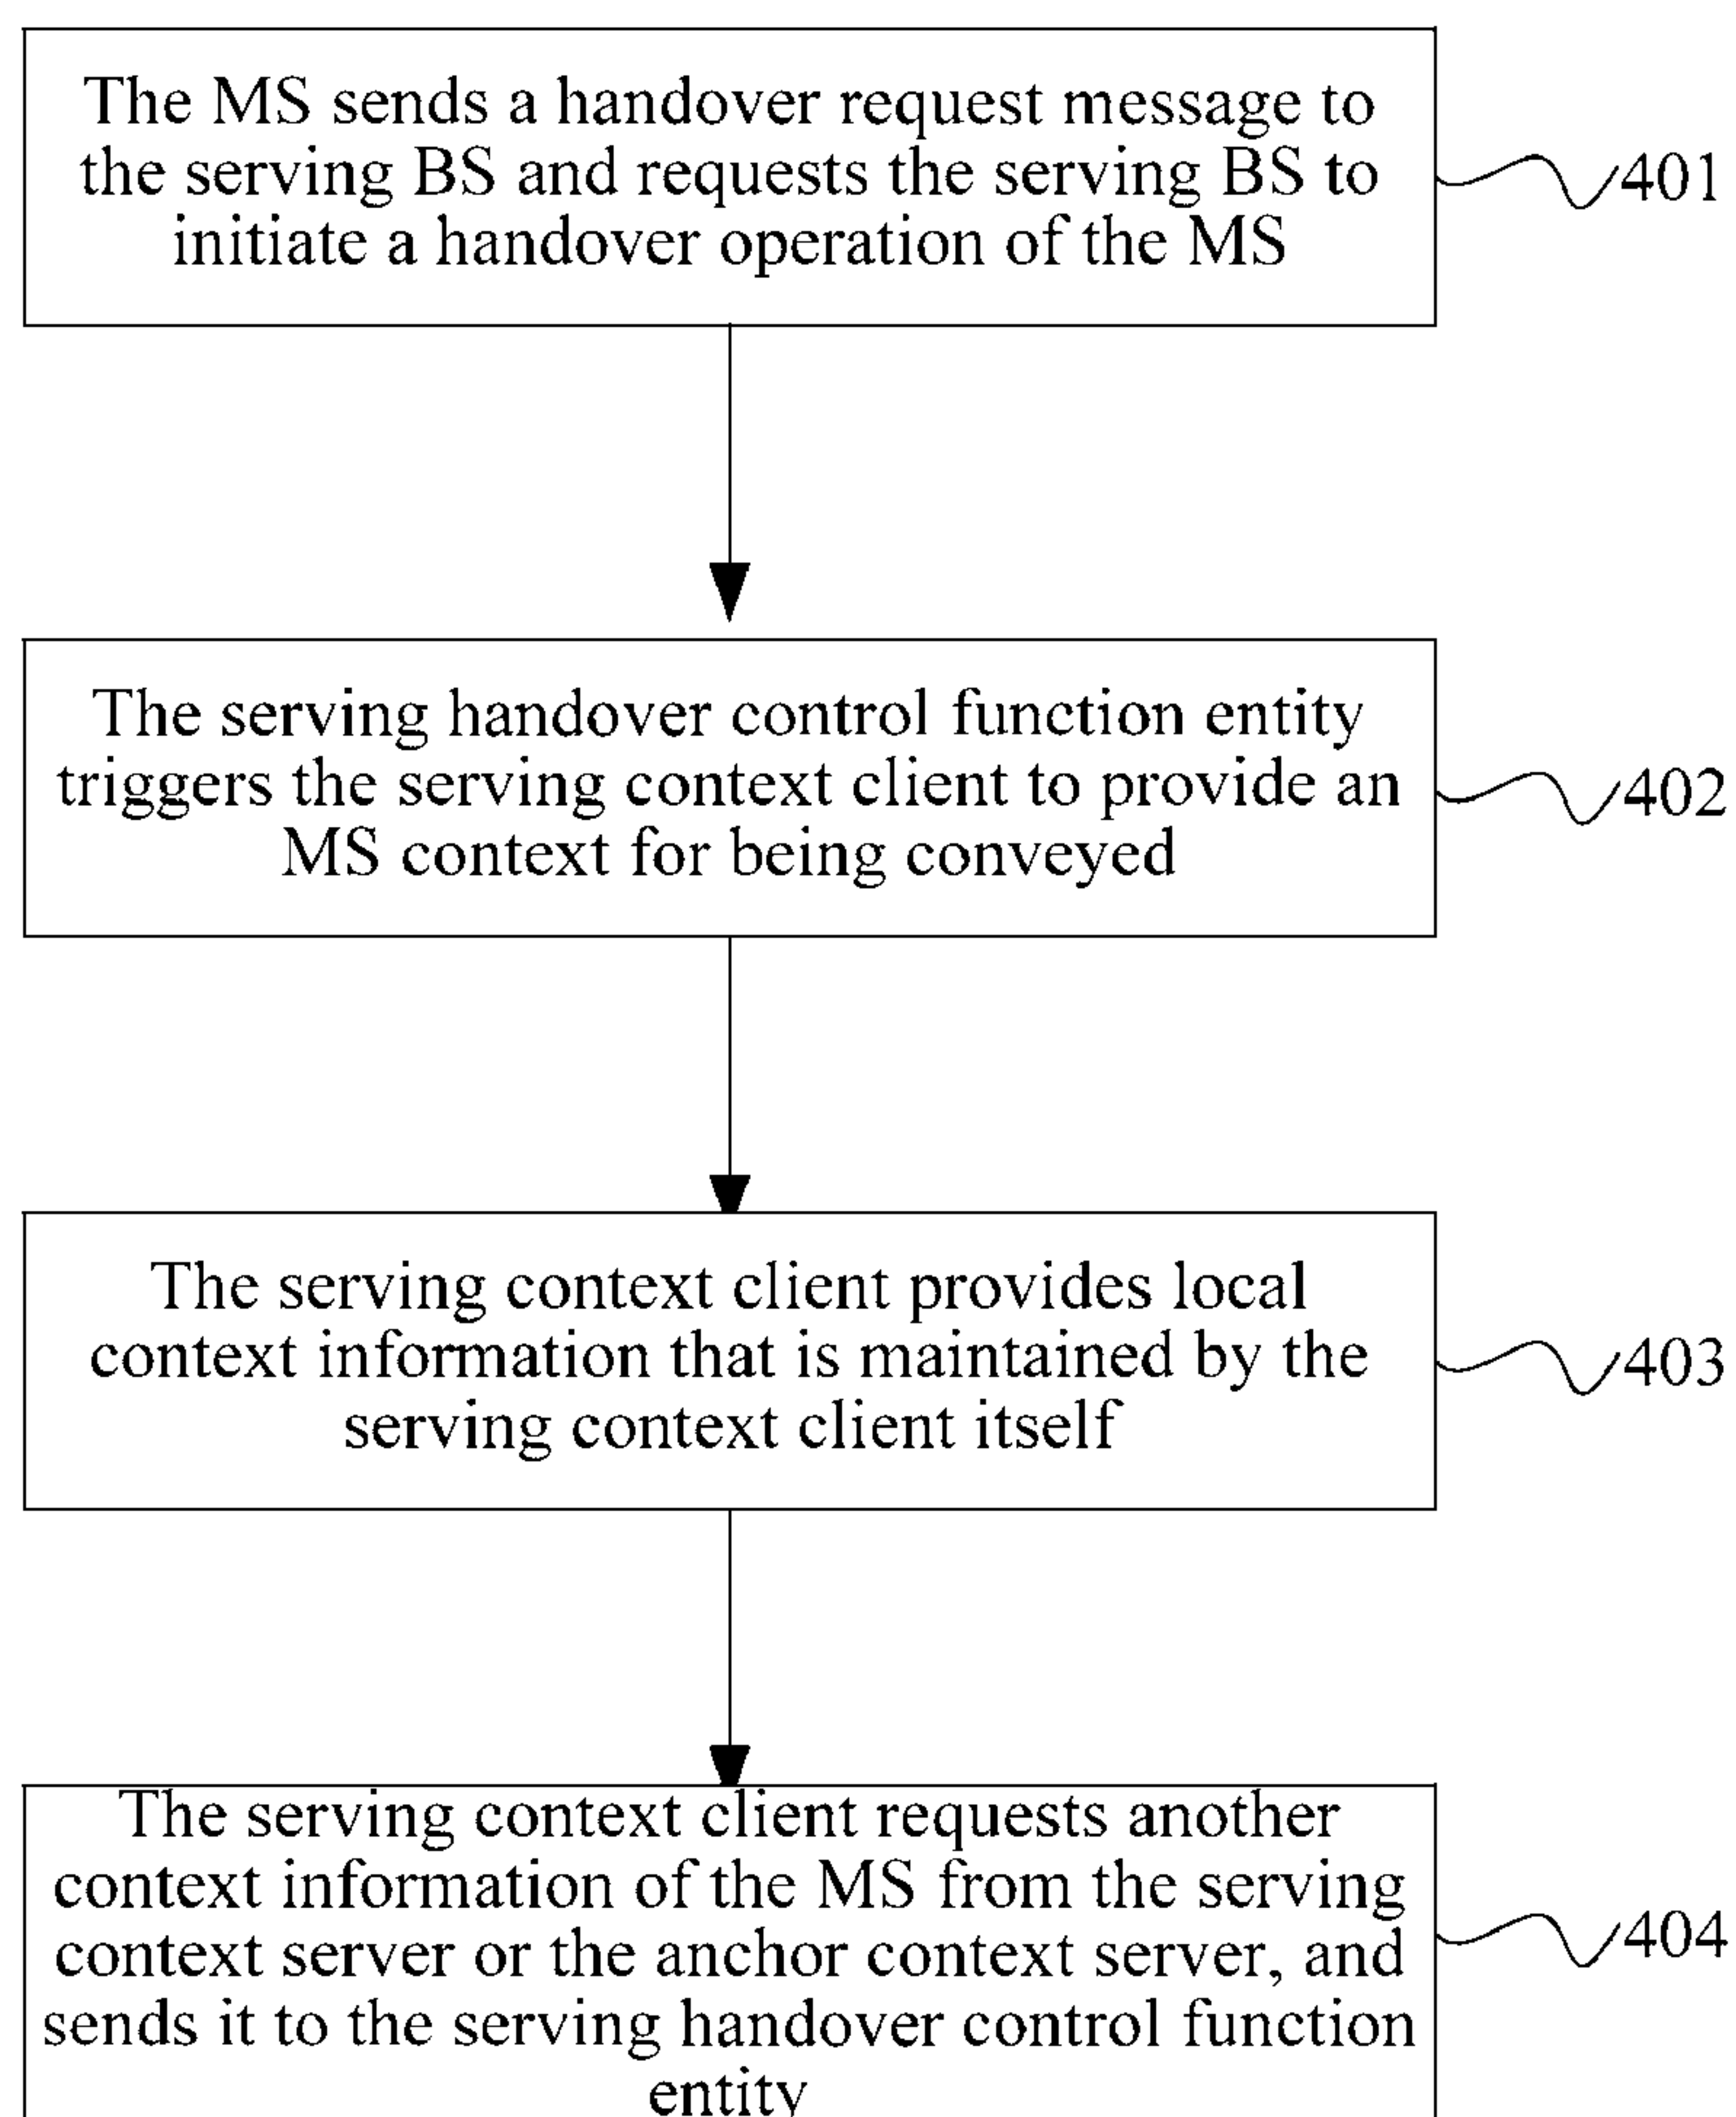 The MS sends a handover request message to
the serving BS and requests the serving BS to
initiate a handover operation of the MS
401
The serving handover control function entity
triggers the serving context client to provide an
MS context for being conveyed
402
The serving context client provides local
context information that is maintained by the
serving context client itself
403
The serving context client requests another
context information of the MS from the serving
context server or the anchor context server, and
sends it to the serving handover control function
entity
404